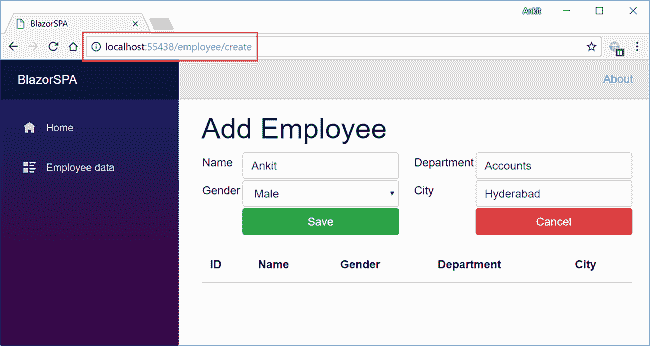 BlazorSPA
Ankit
localhost:55438/employee/create
BlazorSPA
About
Home
Employee data
Add Employee
Name Ankit Department Accounts
Gender Male City Hyderabad
Save Cancel
ID Name Gender Department City